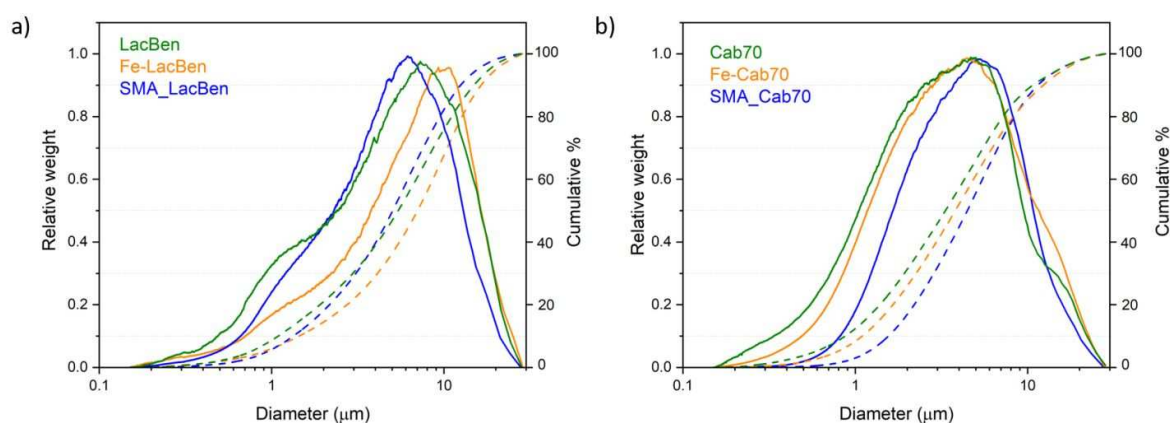 a)
LacBen
Fe-LacBen
SMA_LacBen
1.0
0.8
0.6
0.4
0.2
0.0
Relative weight
100
80
60
40
20
0
Cumulative %
0.1
1
10
Diameter (μm)
b)
Cab70
Fe-Cab70
SMA_Cab70
1.0
0.8
0.6
0.4
0.2
0.0
Relative weight
100
80
60
40
20
0
Cumulative %
0.1
1
10
Diameter (μm)